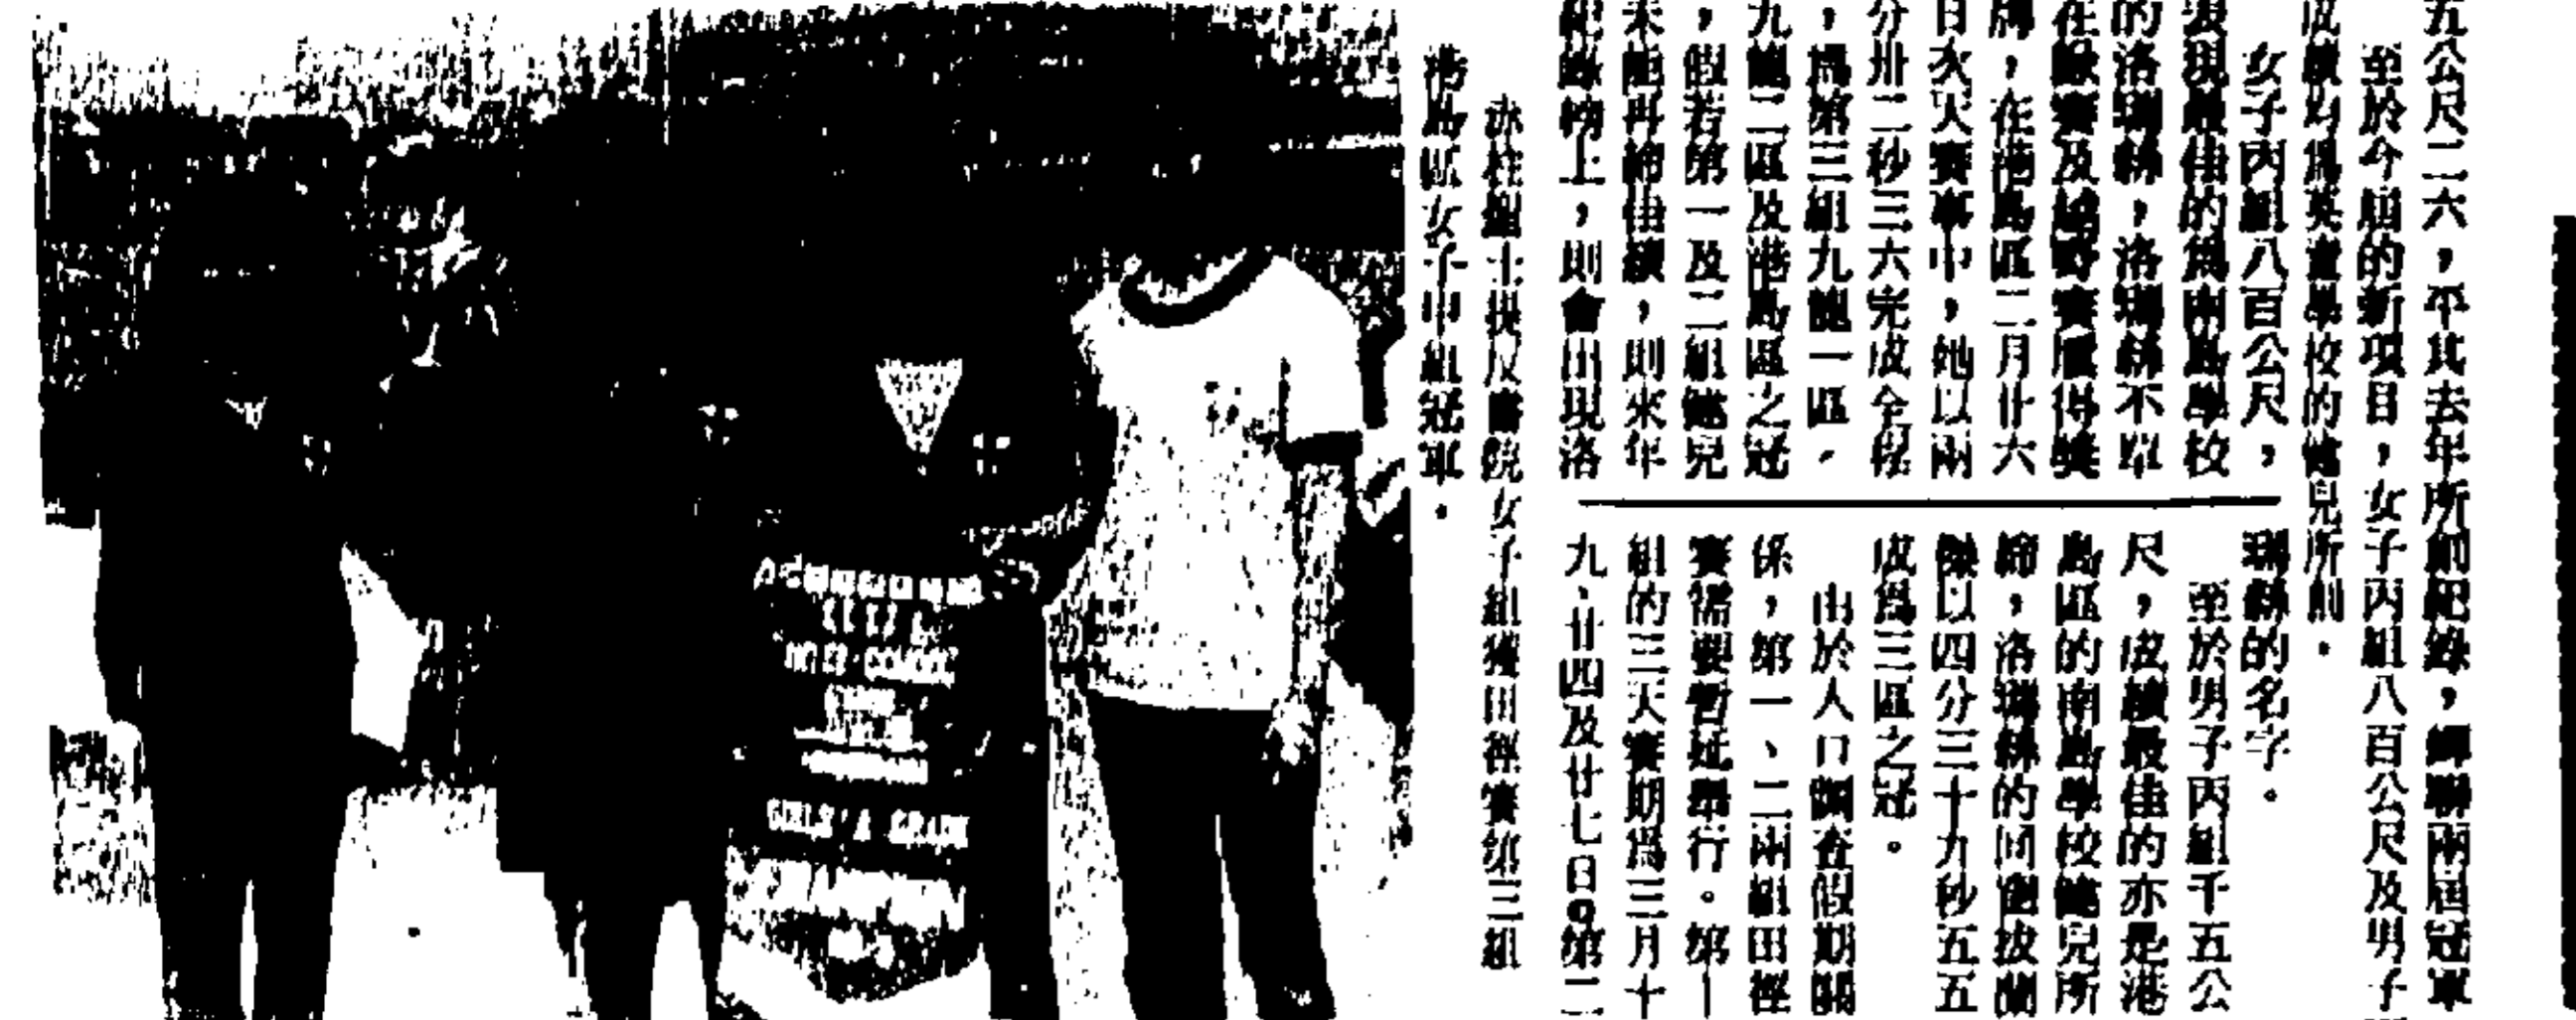 五公尺二六，平其去年所創紀錄，蟬聯兩屆冠軍
至於今屆的新項目，女子丙組八百公尺及男子
成績均為英童學校的健兒所創．
女子丙組八百公尺，
表現最佳的為南島學校
的洛瑞絲，洛瑞絲不單
在歐賽及越野賽屢得獎
牌，在港島區二月廿六
日次天賽事中，她以兩
分卅二秒三六完成全程
，為第三組九龍一區．
九龍二區及港島區之冠
，假若第一及二組健兒
未能再締佳績，則來年
紀錄榜上，則會出現洛
瑞絲的名字。
至於男子丙組千五公
尺，成績最佳的亦是港
島區的南島學校健兒所
締，洛瑞絲的同窗拔蘭
傑以四分三十九秒五五
成為三區之冠。
由於人口調查假期關
係，第一、二兩組田徑
賽需要暫延舉行。第一
組的三天賽期為三月十
九．廿四及廿七日。第二
赤柱聖士提反書院女子組獲田徑賽第三組
港島區女子甲組冠軍．
GIRLS' A GRADE